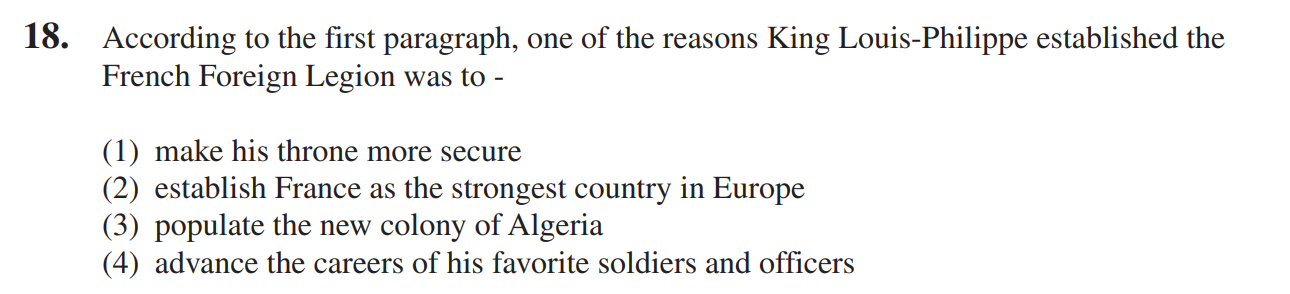 18. According to the first paragraph, one of the reasons King Louis-Philippe established the
French Foreign Legion was to -
(1) make his throne more secure
(2) establish France as the strongest country in Europe
(3) populate the new colony of Algeria
(4) advance the careers of his favorite soldiers and officers